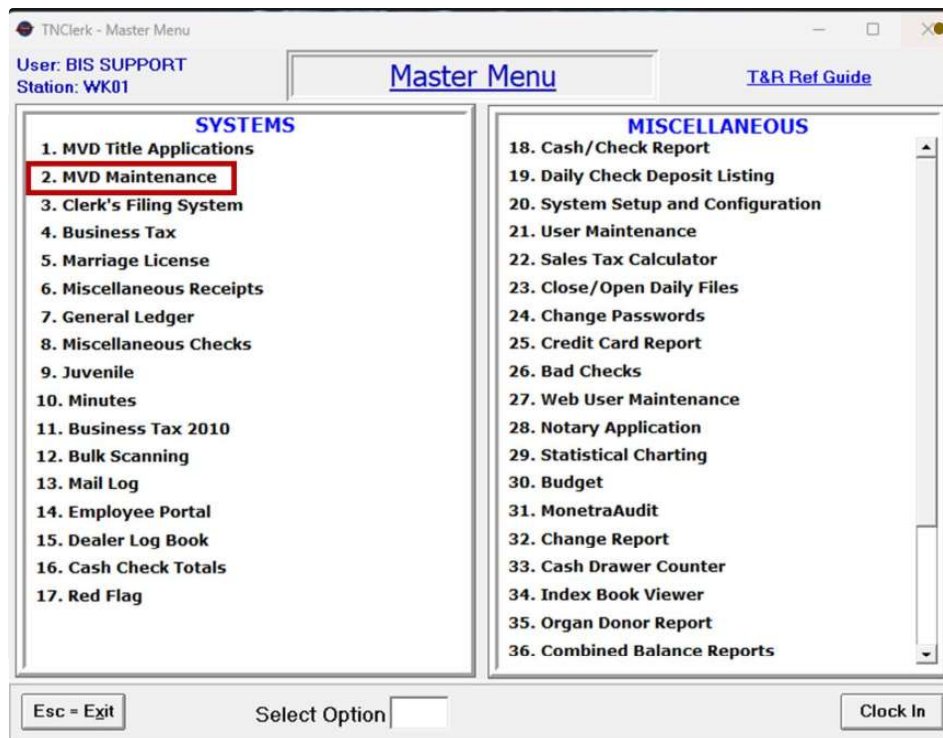 TNClerk - Master Menu
User: BIS SUPPORT
Station: WK01
Master Menu
T&R Ref Guide
SYSTEMS
1. MVD Title Applications
2. MVD Maintenance
3. Clerk's Filing System
4. Business Tax
5. Marriage License
6. Miscellaneous Receipts
7. General Ledger
8. Miscellaneous Checks
9. Juvenile
10. Minutes
11. Business Tax 2010
12. Bulk Scanning
13. Mail Log
14. Employee Portal
15. Dealer Log Book
16. Cash Check Totals
17. Red Flag
MISCELLANEOUS
18. Cash/Check Report
19. Daily Check Deposit Listing
20. System Setup and Configuration
21. User Maintenance
22. Sales Tax Calculator
23. Close/Open Daily Files
24. Change Passwords
25. Credit Card Report
26. Bad Checks
27. Web User Maintenance
28. Notary Application
29. Statistical Charting
30. Budget
31. MonetraAudit
32. Change Report
33. Cash Drawer Counter
34. Index Book Viewer
35. Organ Donor Report
36. Combined Balance Reports
Esc = Exit
Select Option
Clock In